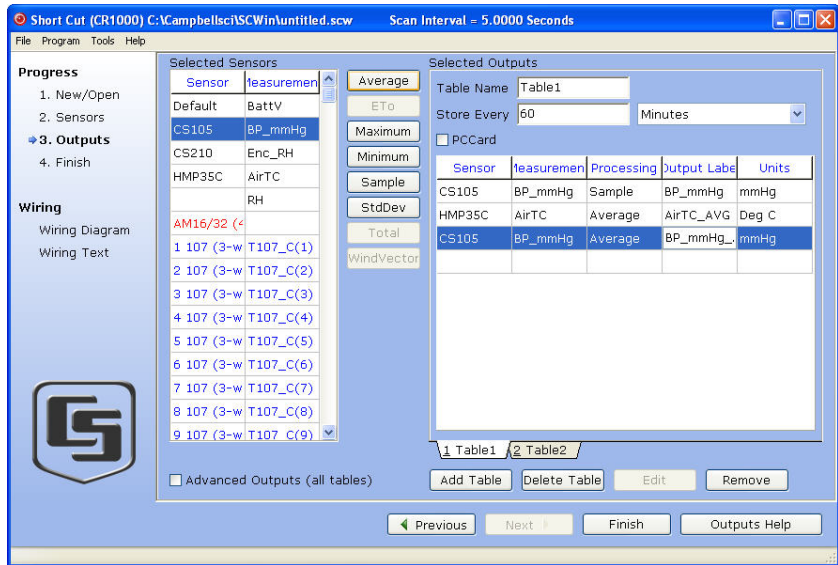 Short Cut (CR1000) C:\Campbellsci\SCWin\untitled.scw Scan Interval = 5.0000 Seconds
File Program Tools Help
Progress
1. New/Open
2. Sensors
3. Outputs
4. Finish
Wiring
Wiring Diagram
Wiring Text
Selected Sensors
Sensor Measuremen
Default BattV
CS105 BP_mmHg
CS210 Enc_RH
HMP35C AirTC
RH
AM16/32 (4
1 107 (3-w T107_C(1)
2 107 (3-w T107_C(2)
3 107 (3-w T107_C(3)
4 107 (3-w T107_C(4)
5 107 (3-w T107_C(5)
6 107 (3-w T107_C(6)
7 107 (3-w T107_C(7)
8 107 (3-w T107_C(8)
9 107 (3-w T107_C(9)
Advanced Outputs (all tables)
Average
ETo
Maximum
Minimum
Sample
StdDev
Total
WindVector
Selected Outputs
Table Name Table1
Store Every 60 Minutes
PCCard
Sensor Measuremen Processing Output Labe Units
CS105 BP_mmHg Sample BP_mmHg mmHg
HMP35C AirTC Average AirTC_AVG Deg C
CS105 BP_mmHg Average BP_mmHg_ mmHg
1 Table1 2 Table2
Add Table Delete Table Edit Remove
Previous Next Finish Outputs Help